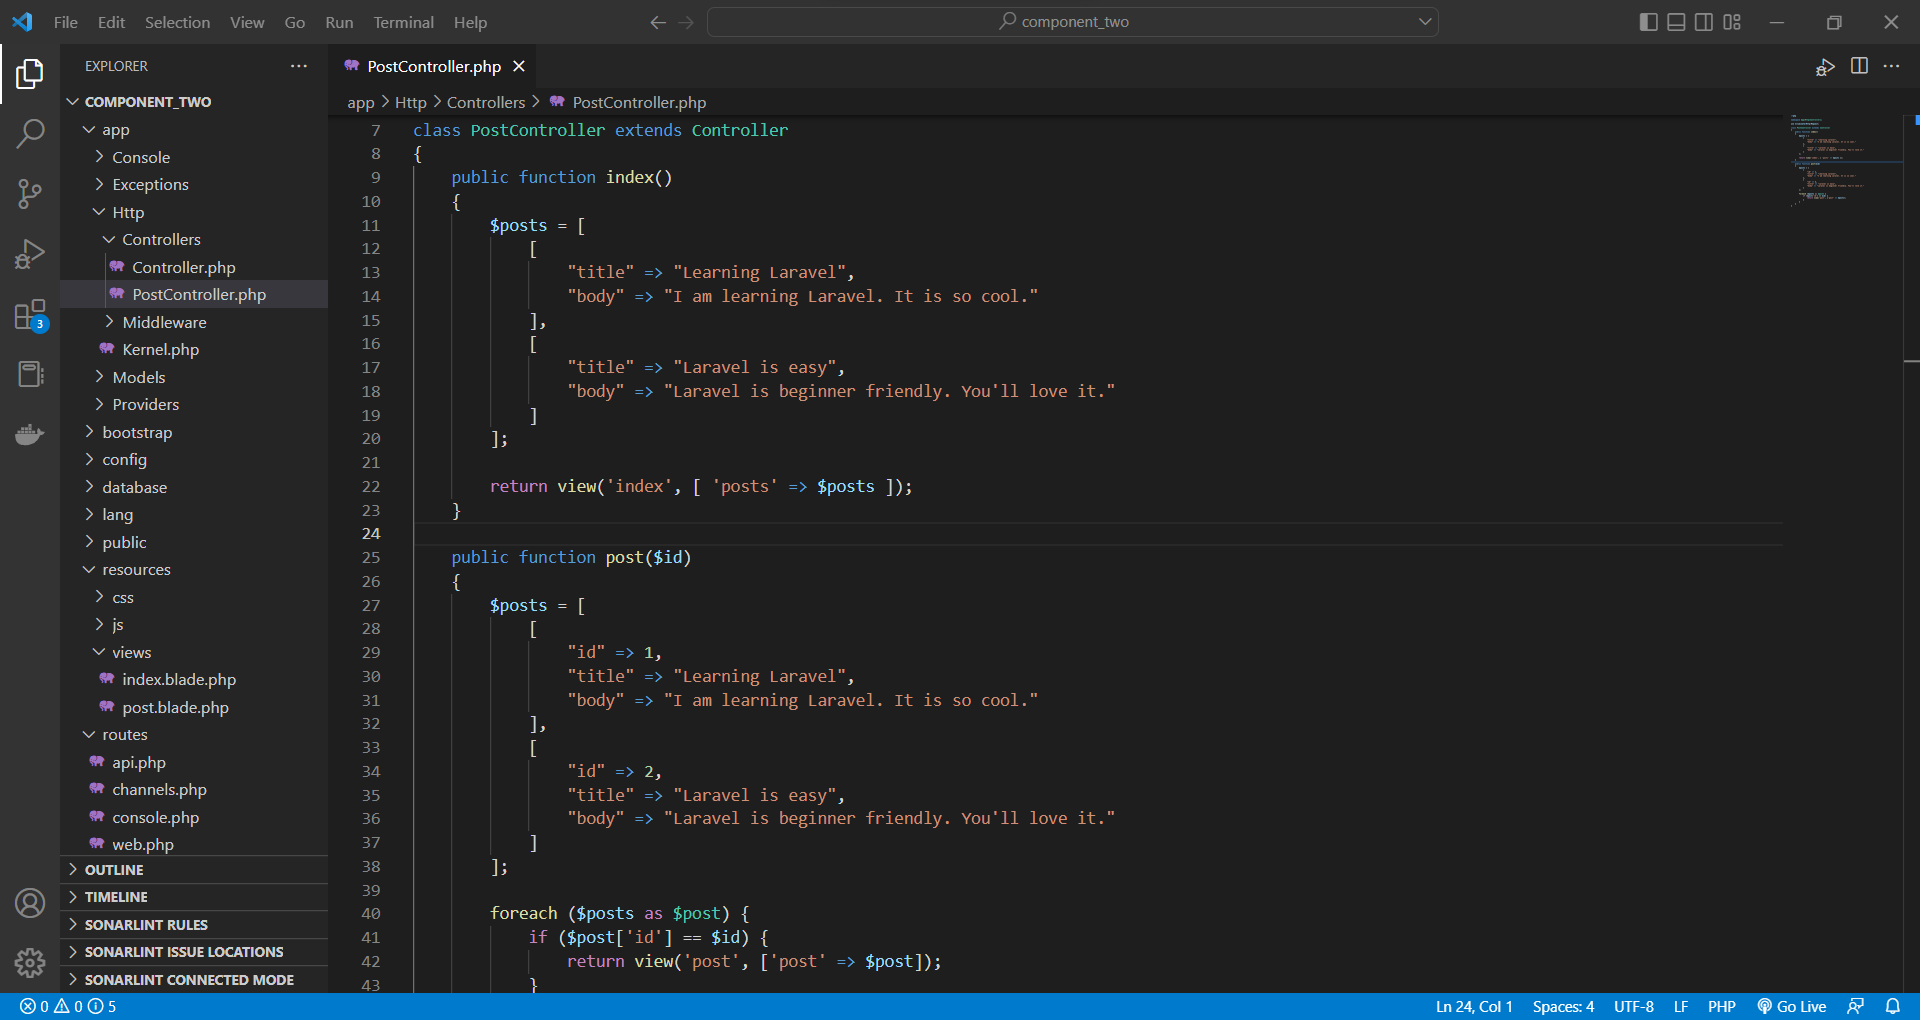 File Edit Selection View Go Run Terminal Help
component_two
EXPLORER
COMPONENT_TWO
app
Console
Exceptions
Http
Controllers
Controller.php
PostController.php
Middleware
Kernel.php
Models
Providers
bootstrap
config
database
lang
public
resources
css
js
views
index.blade.php
post.blade.php
routes
api.php
channels.php
console.php
web.php
OUTLINE
TIMELINE
SONARLINT RULES
SONARLINT ISSUE LOCATIONS
SONARLINT CONNECTED MODE
3
PostController.php
app > Http > Controllers > PostController.php
7 class PostController extends Controller
8 {
9     public function index()
10     {
11         $posts = [
12             [
13                 "title" => "Learning Laravel",
14                 "body" => "I am learning Laravel. It is so cool."
15             ],
16             [
17                 "title" => "Laravel is easy",
18                 "body" => "Laravel is beginner friendly. You'll love it."
19             ]
20         ];
21
22         return view('index', [ 'posts' => $posts ]);
23     }
24
25     public function post($id)
26     {
27         $posts = [
28             [
29                 "id" => 1,
30                 "title" => "Learning Laravel",
31                 "body" => "I am learning Laravel. It is so cool."
32             ],
33             [
34                 "id" => 2,
35                 "title" => "Laravel is easy",
36                 "body" => "Laravel is beginner friendly. You'll love it."
37             ]
38         ];
39
40         foreach ($posts as $post) {
41             if ($post['id'] == $id) {
42                 return view('post', ['post' => $post]);
43             }
0 0 5
Ln 24, Col 1 Spaces: 4 UTF-8 LF PHP Go Live